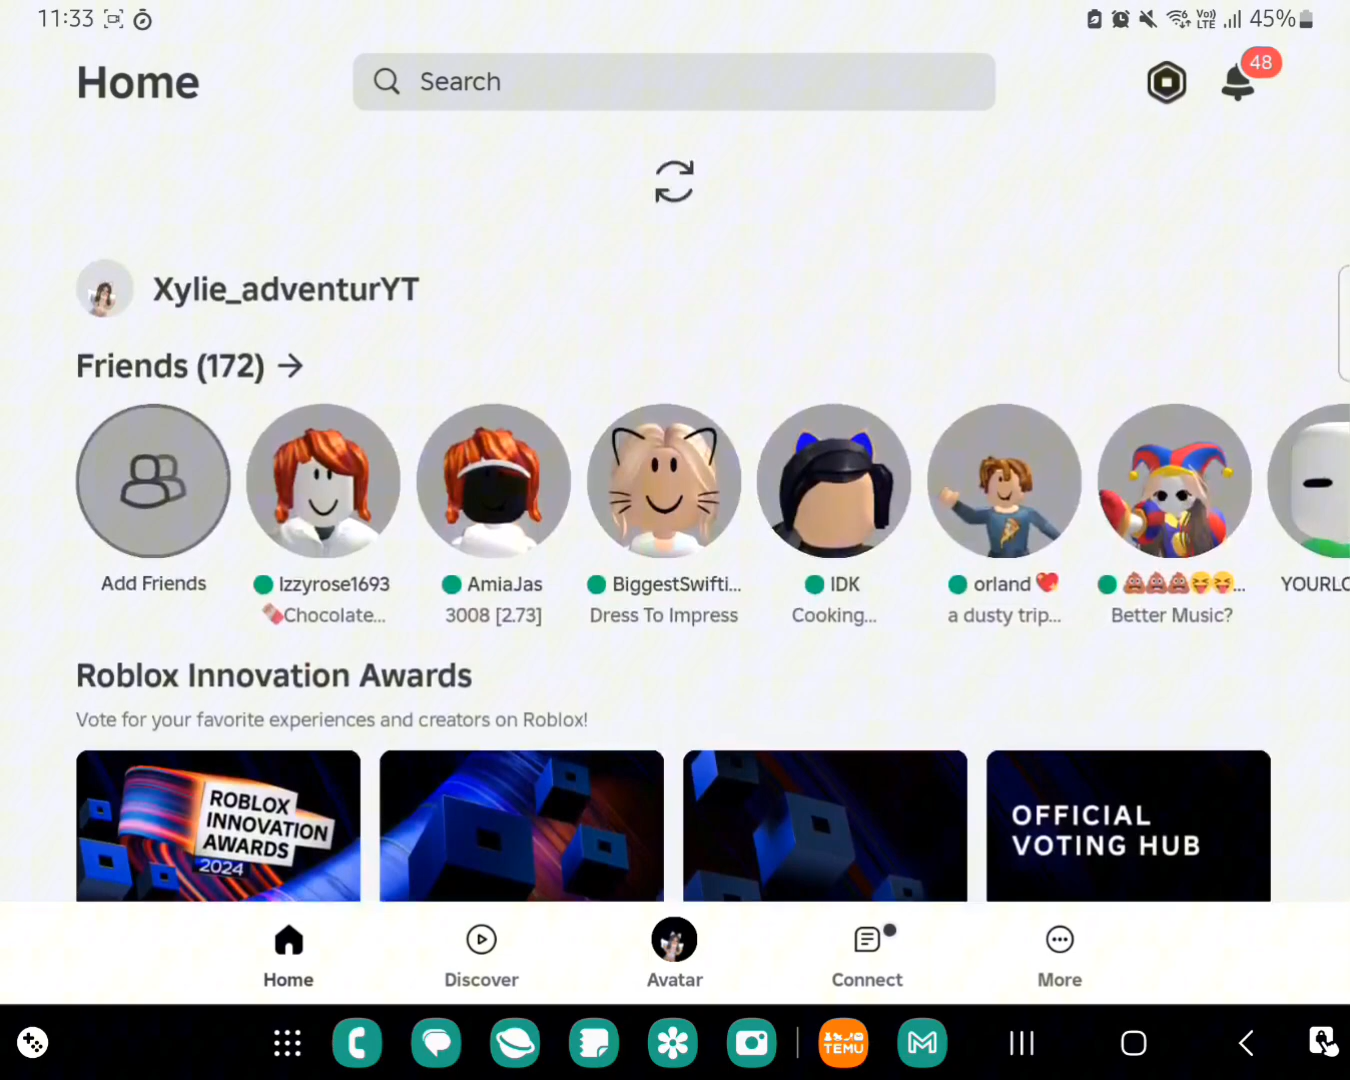 11:33
Vo)) LTE 45%
Home
Search
48
Xylie_adventurYT
Friends (172) →
Add Friends
Izzyrose1693
🍫Chocolate...
AmiaJas
3008 [2.73]
BiggestSwifti...
Dress To Impress
IDK
Cooking...
orland 💖
a dusty trip...
💩💩💩😝😝...
Better Music?
YOURLO
Roblox Innovation Awards
Vote for your favorite experiences and creators on Roblox!
ROBLOX
INNOVATION
AWARDS
2024
OFFICIAL
VOTING HUB
Home
Discover
Avatar
Connect
More
TEMU